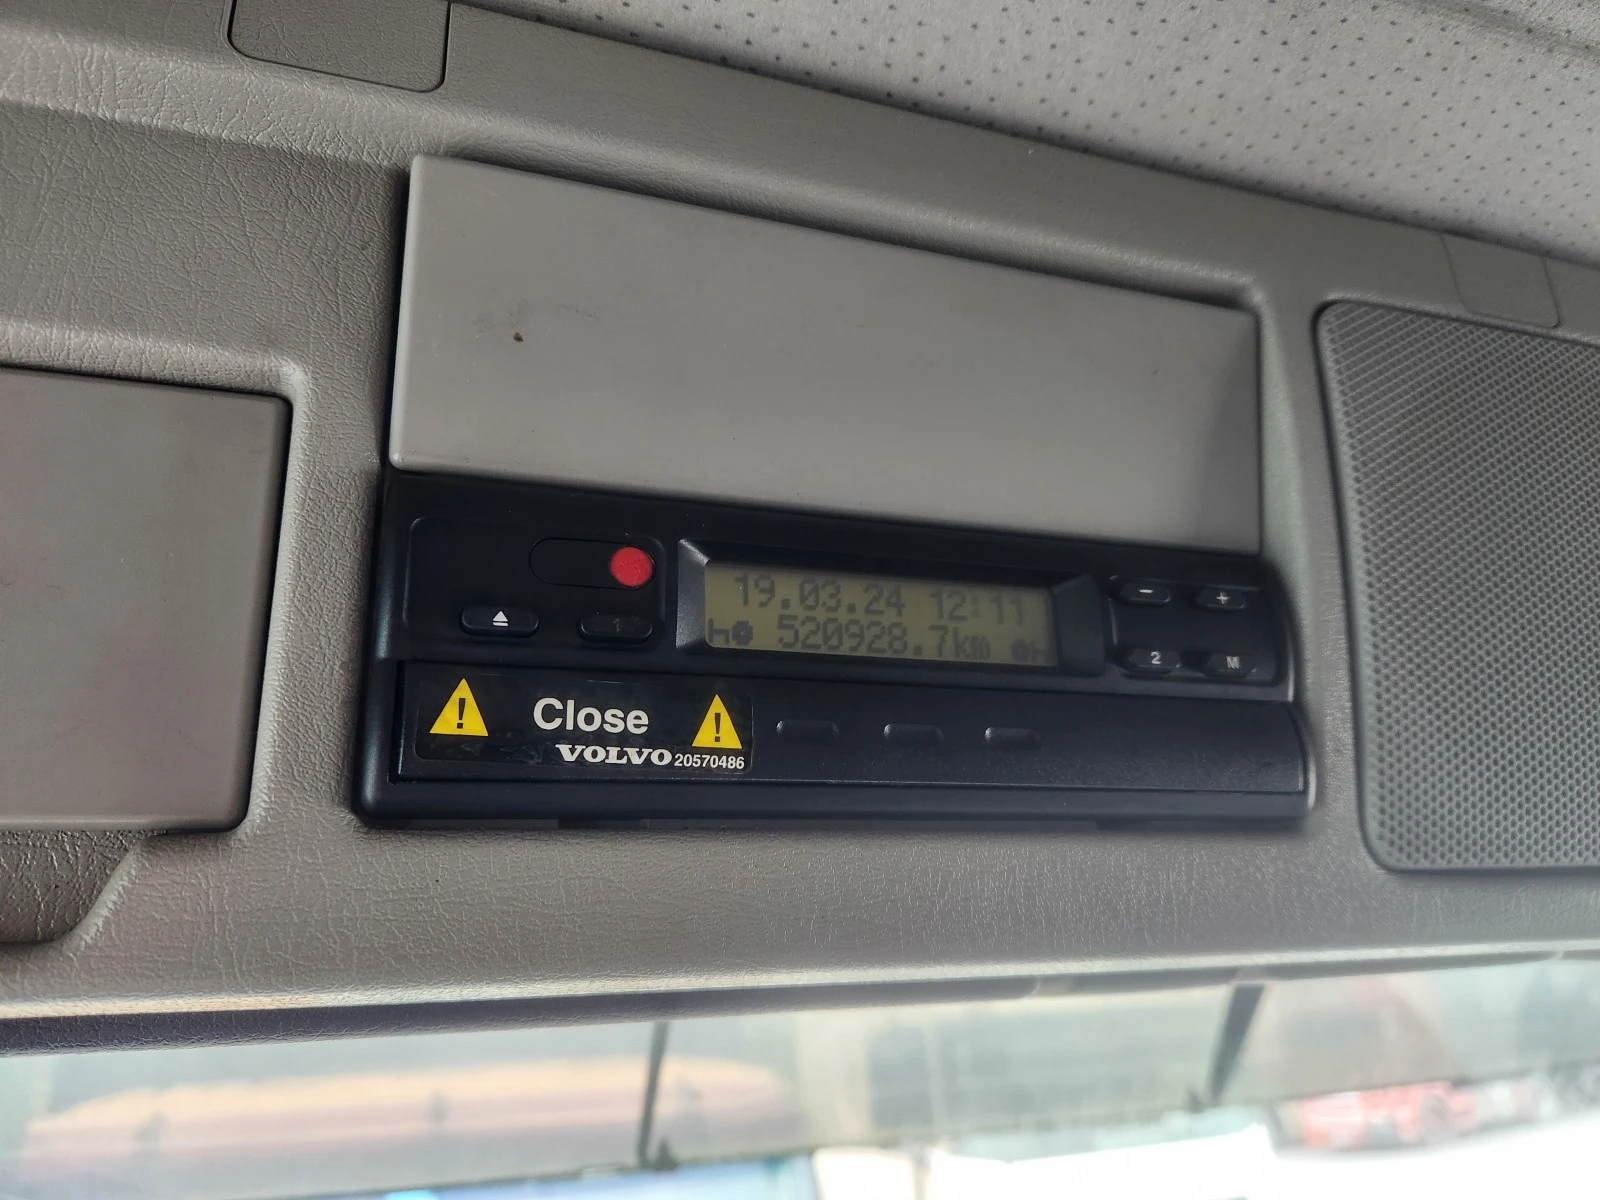 19.03.24 12:11
520928.7km
1
- +
2 M
Close
VOLVO 20570486